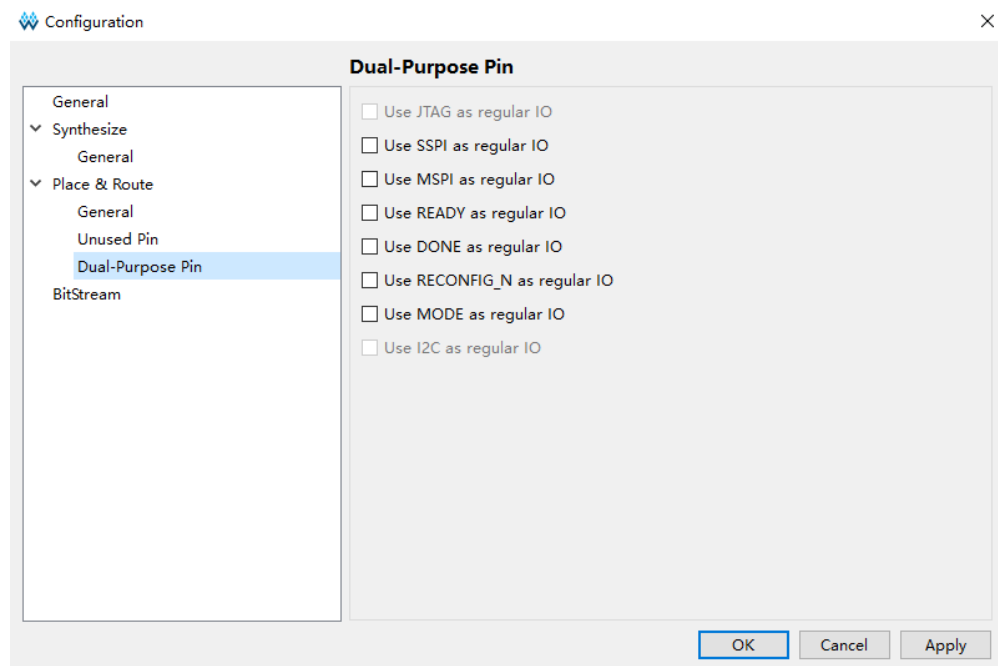 Configuration
Dual-Purpose Pin
General
Synthesize
General
Place & Route
General
Unused Pin
Dual-Purpose Pin
BitStream
Use JTAG as regular IO
Use SSPI as regular IO
Use MSPI as regular IO
Use READY as regular IO
Use DONE as regular IO
Use RECONFIG_N as regular IO
Use MODE as regular IO
Use I2C as regular IO
OK Cancel Apply